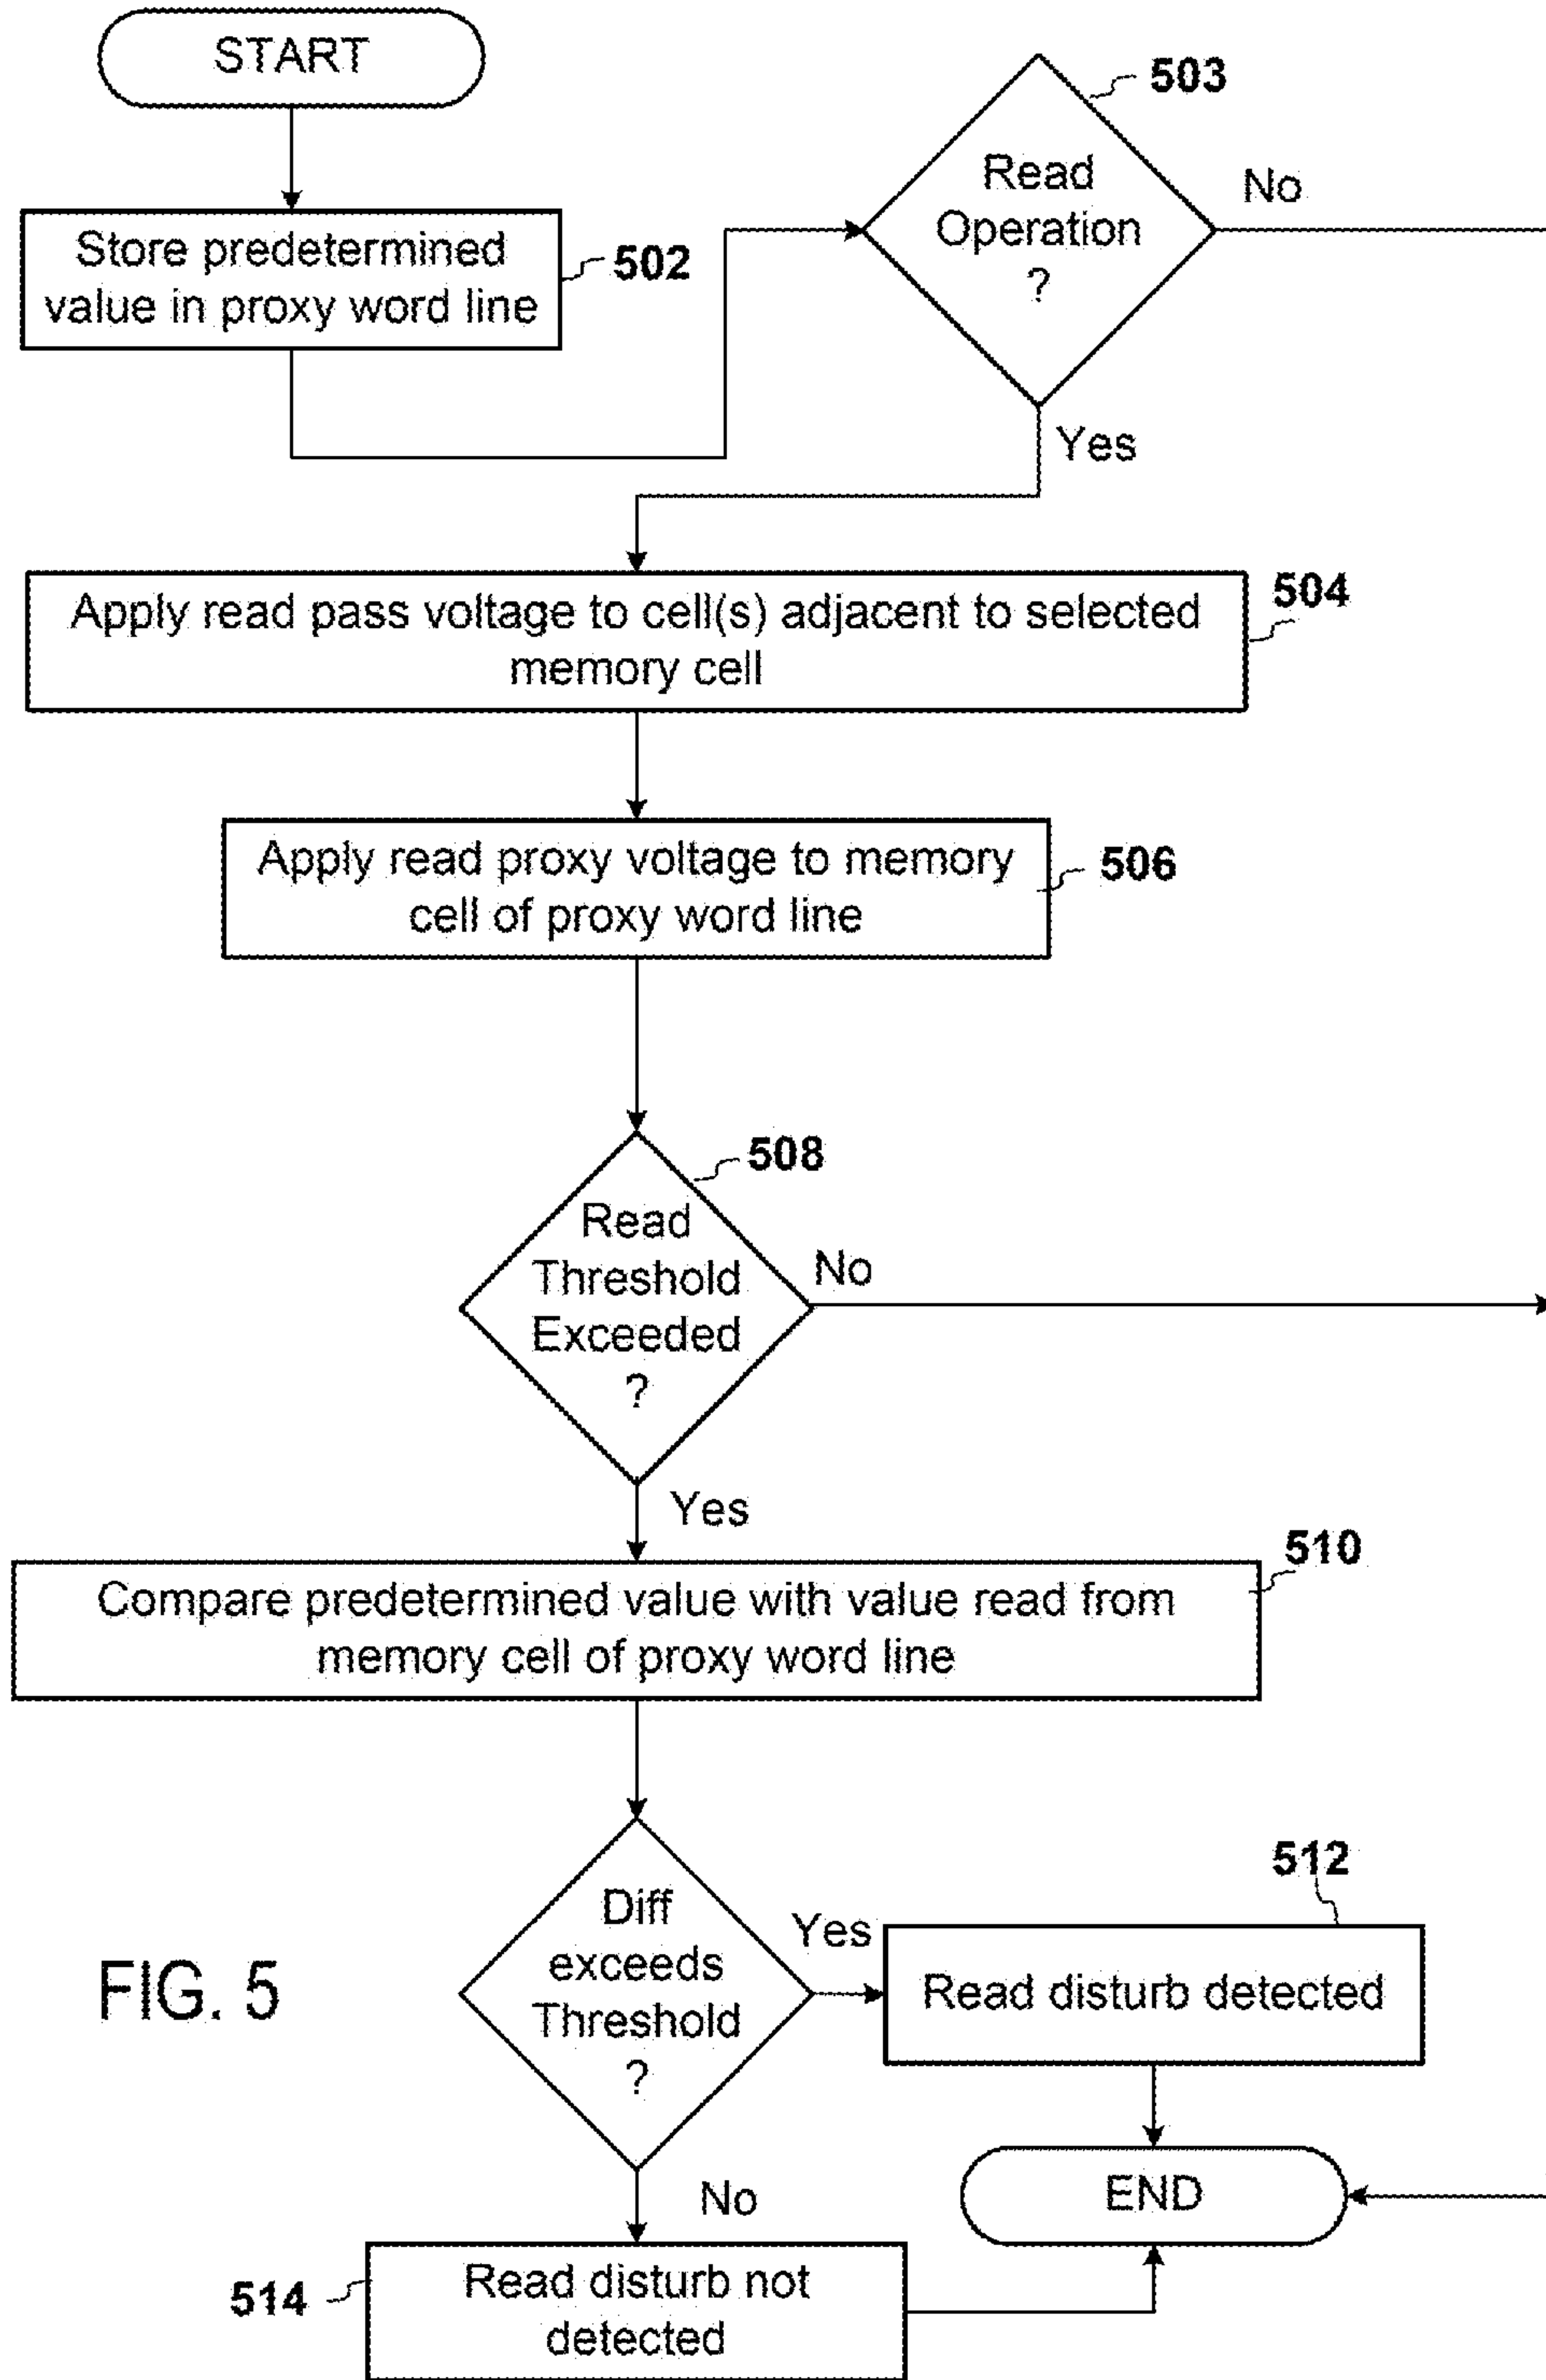 START
Store predetermined
value in proxy word line
502
503
Read
Operation
?
No
Yes
Apply read pass voltage to cell(s) adjacent to selected
memory cell
504
Apply read proxy voltage to memory
cell of proxy word line
506
508
Read
Threshold
Exceeded
?
No
Yes
510
Compare predetermined value with value read from
memory cell of proxy word line
Diff
exceeds
Threshold
?
Yes
512
Read disturb detected
FIG. 5
No
END
514
Read disturb not
detected